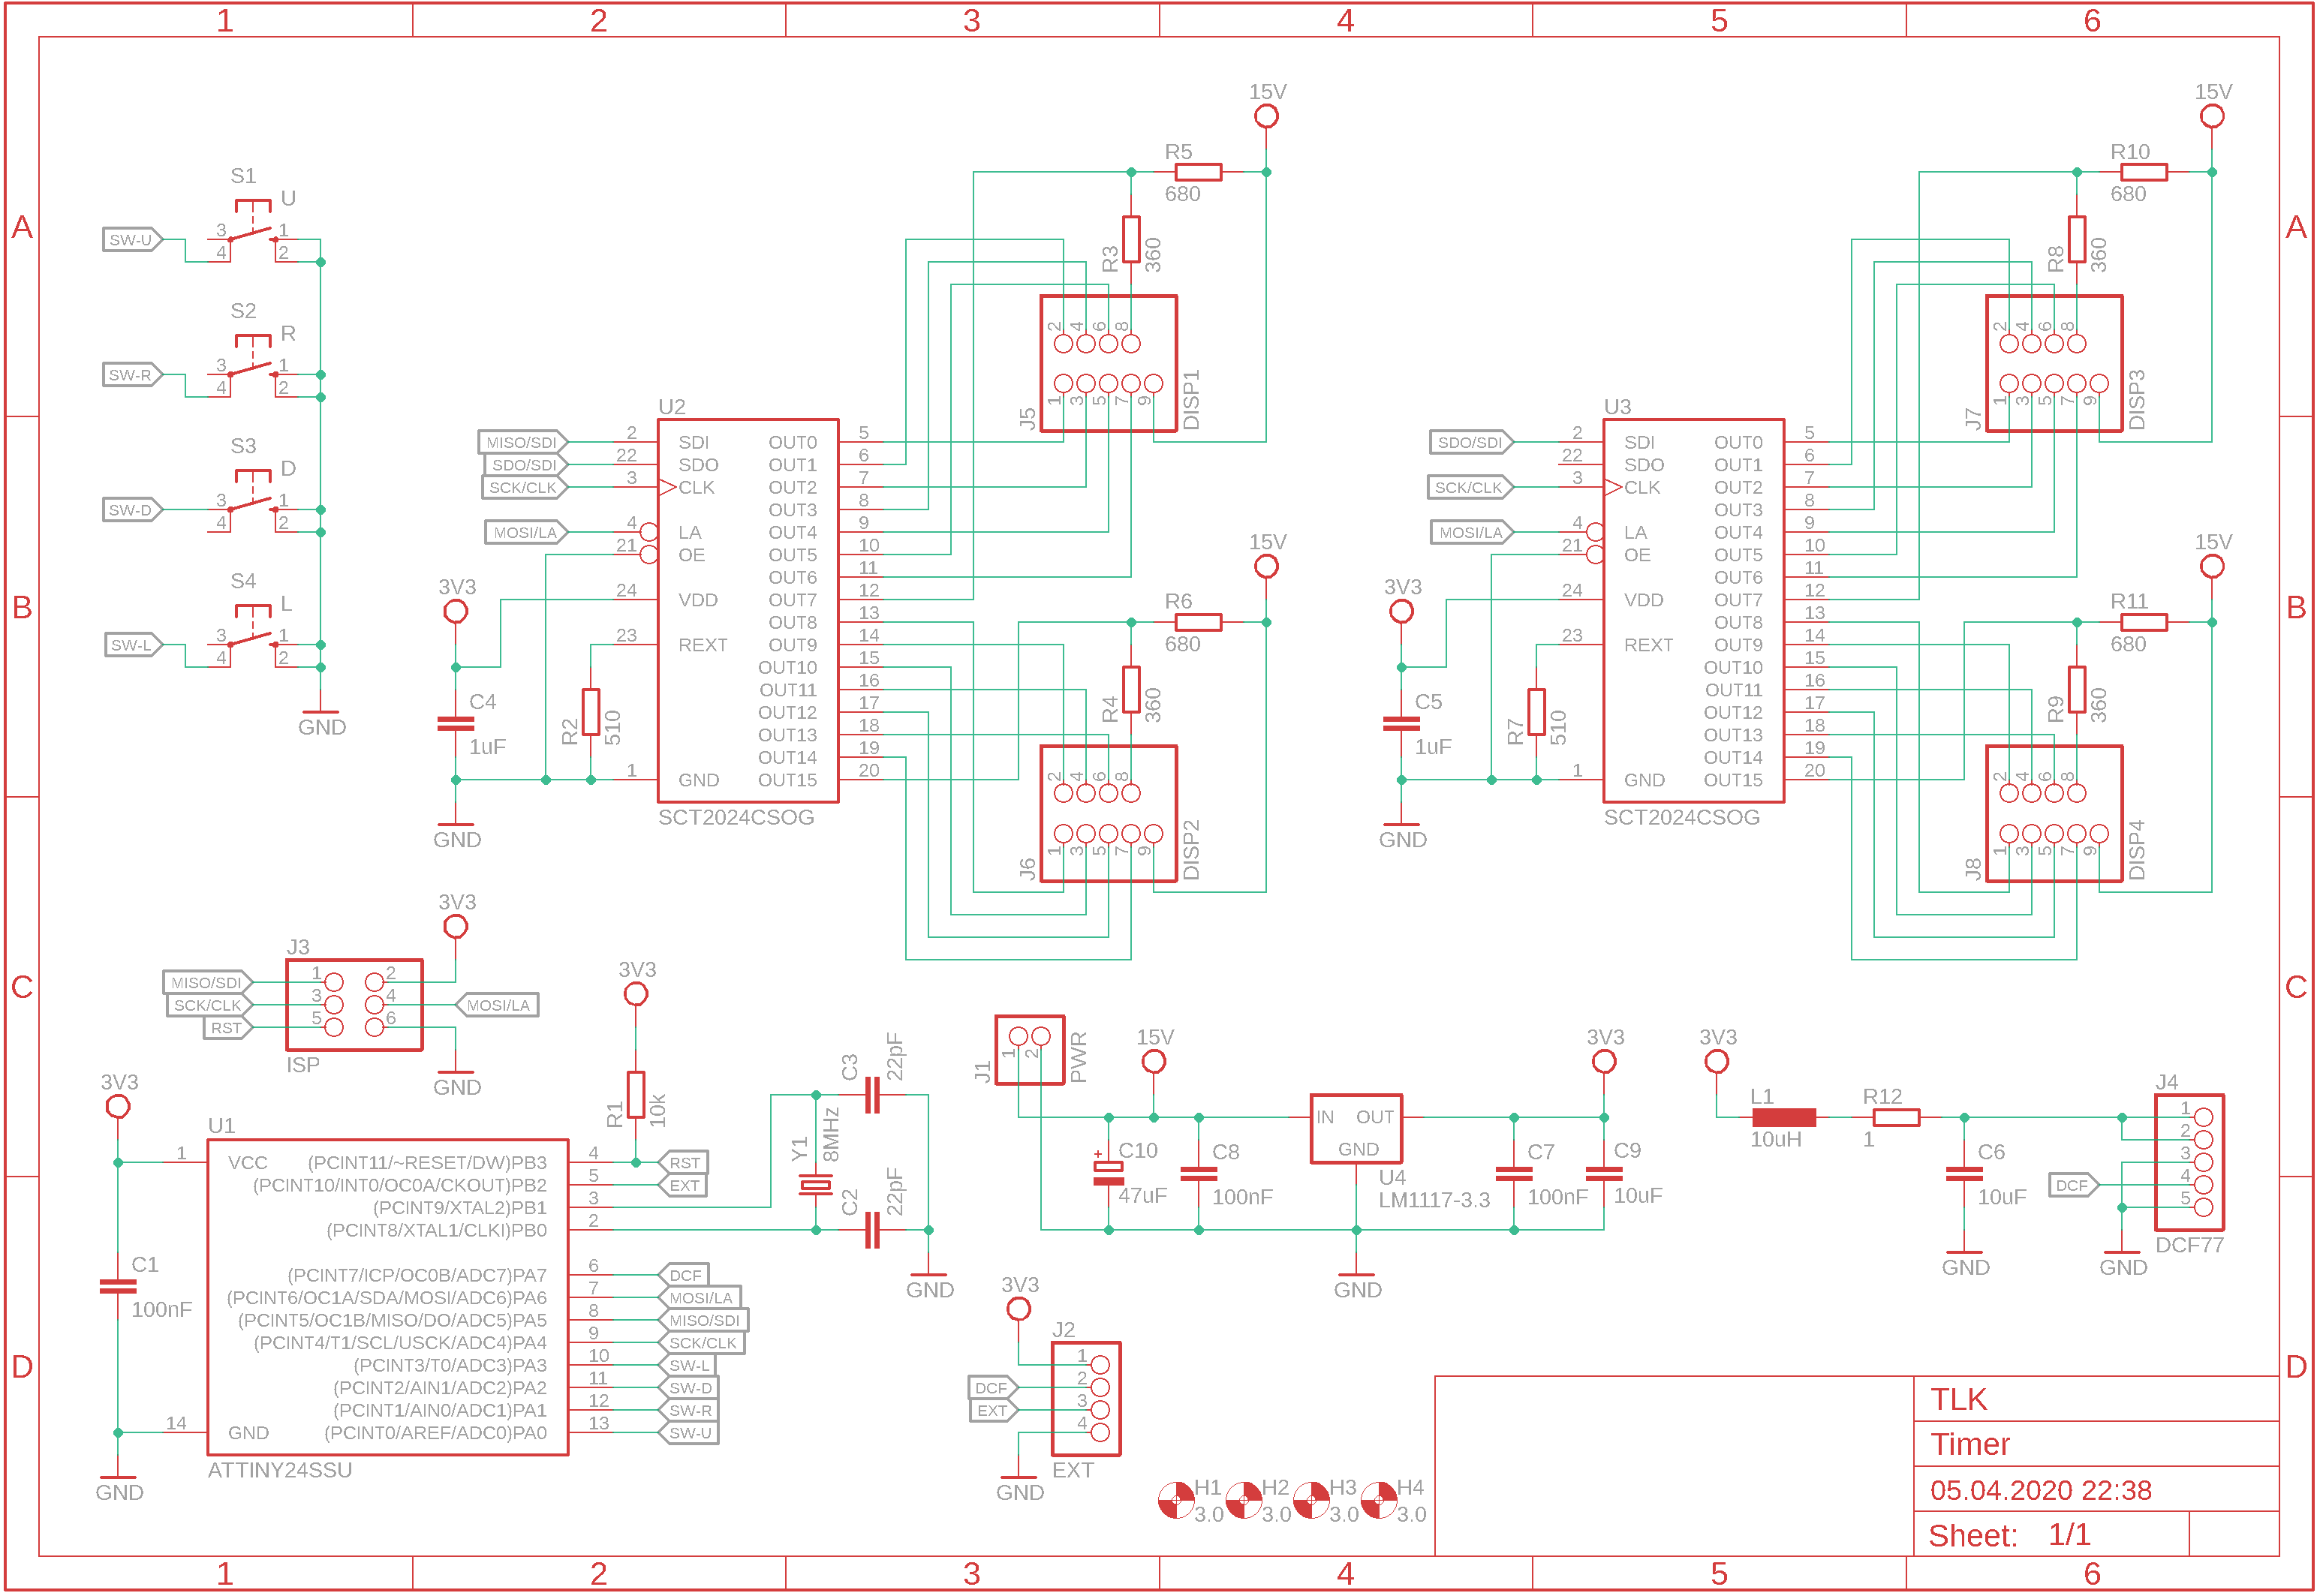 1 2 3 4 5 6
A A
B B
C C
D D
S1
U
SW-U
3 1
4 2
S2
R
SW-R
3 1
4 2
S3
D
SW-D
3 1
4 2
S4
L
SW-L
3 1
4 2
GND
U2
MISO/SDI 2 SDI OUT0 5
SDO/SDI 22 SDO OUT1 6
SCK/CLK 3 CLK OUT2 7
OUT3 8
MOSI/LA 4 LA OUT4 9
21 OE OUT5 10
OUT6 11
3V3
24 VDD OUT7 12
OUT8 13
23 REXT OUT9 14
OUT10 15
OUT11 16
OUT12 17
OUT13 18
OUT14 19
1 GND OUT15 20
C4
1uF
R2
510
GND
SCT2024CSOG
15V
R5
680
R3
360
2 4 6 8
1 3 5 7 9
J5
DISP1
15V
R6
680
R4
360
2 4 6 8
1 3 5 7 9
J6
DISP2
U3
SDO/SDI 2 SDI OUT0 5
22 SDO OUT1 6
SCK/CLK 3 CLK OUT2 7
OUT3 8
MOSI/LA 4 LA OUT4 9
21 OE OUT5 10
OUT6 11
3V3
24 VDD OUT7 12
OUT8 13
23 REXT OUT9 14
OUT10 15
OUT11 16
OUT12 17
OUT13 18
OUT14 19
1 GND OUT15 20
C5
1uF
R7
510
GND
SCT2024CSOG
15V
R10
680
R8
360
2 4 6 8
1 3 5 7 9
J7
DISP3
15V
R11
680
R9
360
2 4 6 8
1 3 5 7 9
J8
DISP4
3V3
J3
MISO/SDI 1 2
SCK/CLK 3 4 MOSI/LA
RST 5 6
ISP
GND
3V3
3V3
R1
10k
U1
1 VCC (PCINT11/~RESET/DW)PB3 4 RST
(PCINT10/INT0/OC0A/CKOUT)PB2 5 EXT
(PCINT9/XTAL2)PB1 3
(PCINT8/XTAL1/CLKI)PB0 2
(PCINT7/ICP/OC0B/ADC7)PA7 6 DCF
(PCINT6/OC1A/SDA/MOSI/ADC6)PA6 7 MOSI/LA
(PCINT5/OC1B/MISO/DO/ADC5)PA5 8 MISO/SDI
(PCINT4/T1/SCL/USCK/ADC4)PA4 9 SCK/CLK
(PCINT3/T0/ADC3)PA3 10 SW-L
(PCINT2/AIN1/ADC2)PA2 11 SW-D
(PCINT1/AIN0/ADC1)PA1 12 SW-R
14 GND (PCINT0/AREF/ADC0)PA0 13 SW-U
ATTINY24SSU
C1
100nF
GND
C3
22pF
Y1
8MHz
C2
22pF
GND
J1
1 2
PWR
15V
+
C10
47uF
C8
100nF
IN OUT
GND
U4
LM1117-3.3
GND
3V3
C7
100nF
C9
10uF
3V3
L1
10uH
R12
1
C6
10uF
GND
J4
1
2
3
DCF 4
5
DCF77
GND
3V3
J2
1
DCF 2
EXT 3
4
EXT
GND
H1 H2 H3 H4
3.0 3.0 3.0 3.0
TLK
Timer
05.04.2020 22:38
Sheet: 1/1
1 2 3 4 5 6